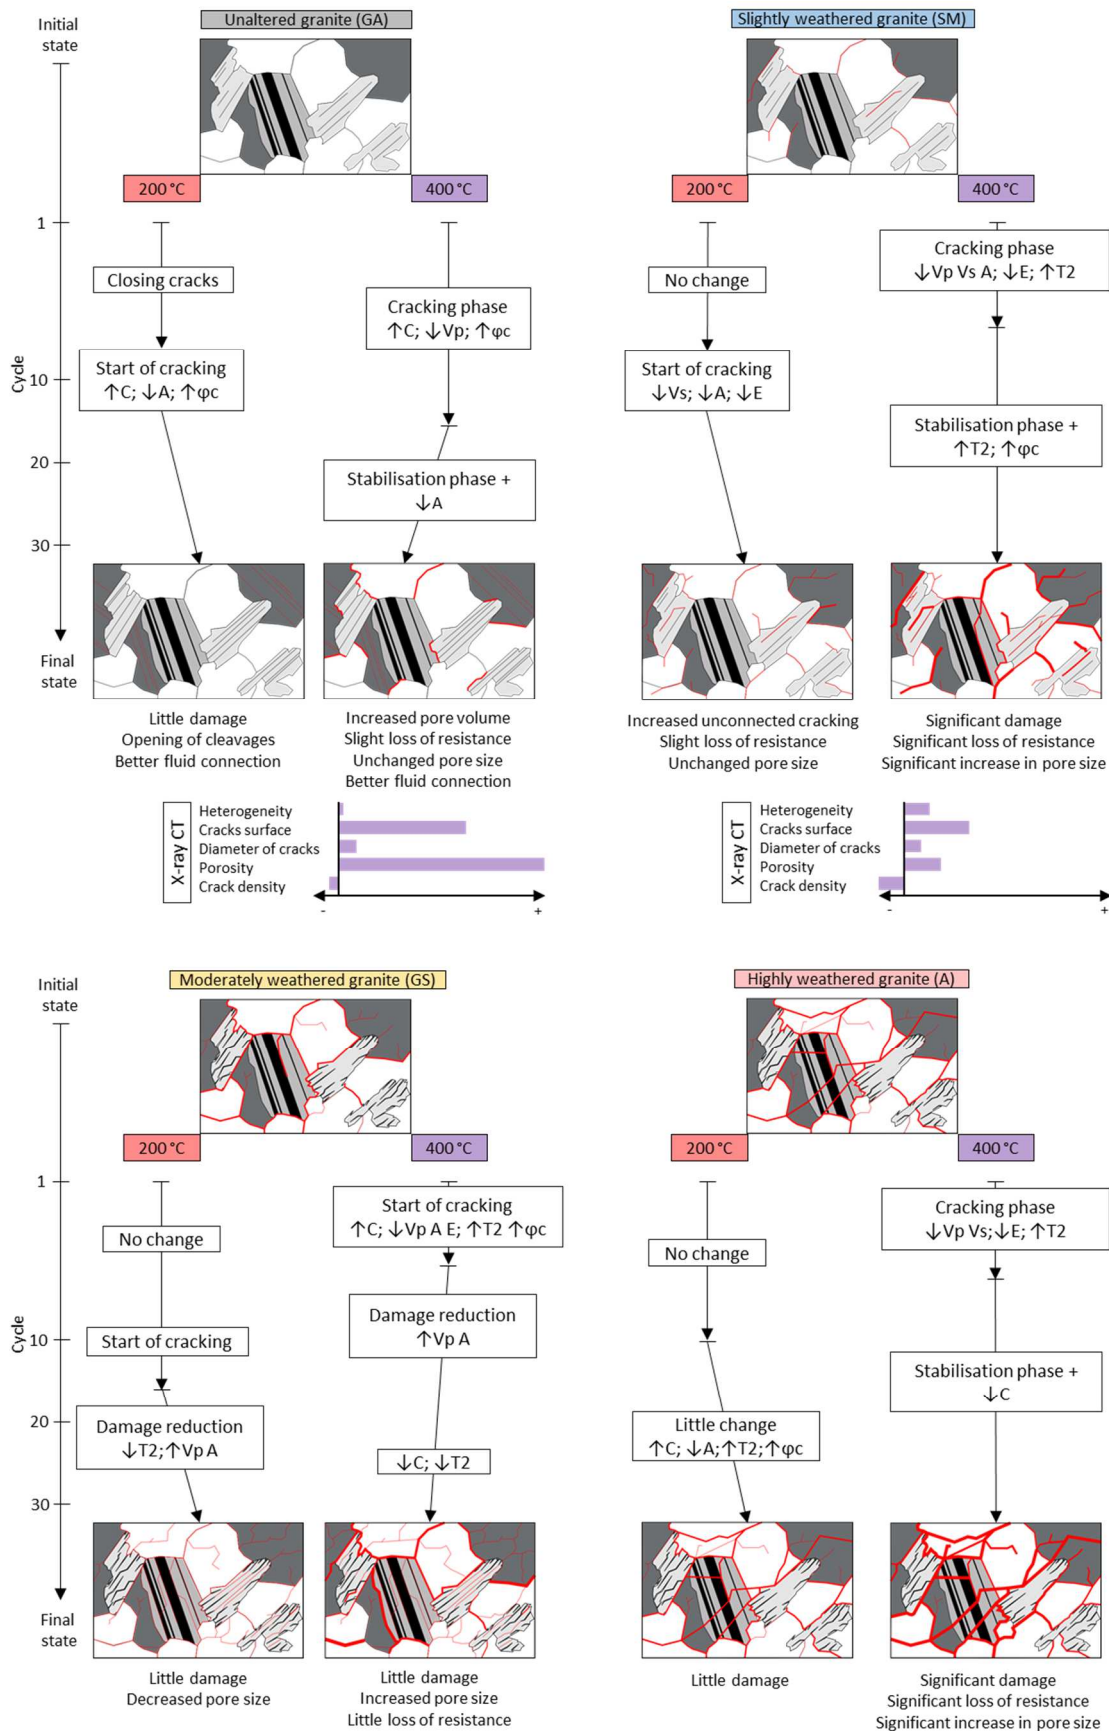 Initial
state
Unaltered granite (GA)
200 °C
400 °C
Cycle
1
10
20
30
Final
state
Closing cracks
Start of cracking
↑C; ↓A; ↑φc
Cracking phase
↑C; ↓Vp; ↑φc
Stabilisation phase +
↓A
Little damage
Opening of cleavages
Better fluid connection
Increased pore volume
Slight loss of resistance
Unchanged pore size
Better fluid connection
X-ray CT
Heterogeneity
Cracks surface
Diameter of cracks
Porosity
Crack density
-
+
Slightly weathered granite (SM)
200 °C
400 °C
No change
Start of cracking
↓Vs; ↓A; ↓E
Cracking phase
↓Vp Vs A; ↓E; ↑T2
Stabilisation phase +
↑T2; ↑φc
Increased unconnected cracking
Slight loss of resistance
Unchanged pore size
Significant damage
Significant loss of resistance
Significant increase in pore size
X-ray CT
Heterogeneity
Cracks surface
Diameter of cracks
Porosity
Crack density
-
+
Initial
state
Moderately weathered granite (GS)
200 °C
400 °C
Cycle
1
10
20
30
Final
state
No change
Start of cracking
Damage reduction
↓T2;↑Vp A
Start of cracking
↑C; ↓Vp A E; ↑T2 ↑φc
Damage reduction
↑Vp A
↓C; ↓T2
Little damage
Decreased pore size
Little damage
Increased pore size
Little loss of resistance
Highly weathered granite (A)
200 °C
400 °C
No change
Little change
↑C; ↓A;↑T2;↑φc
Cracking phase
↓Vp Vs;↓E; ↑T2
Stabilisation phase +
↓C
Little damage
Significant damage
Significant loss of resistance
Significant increase in pore size